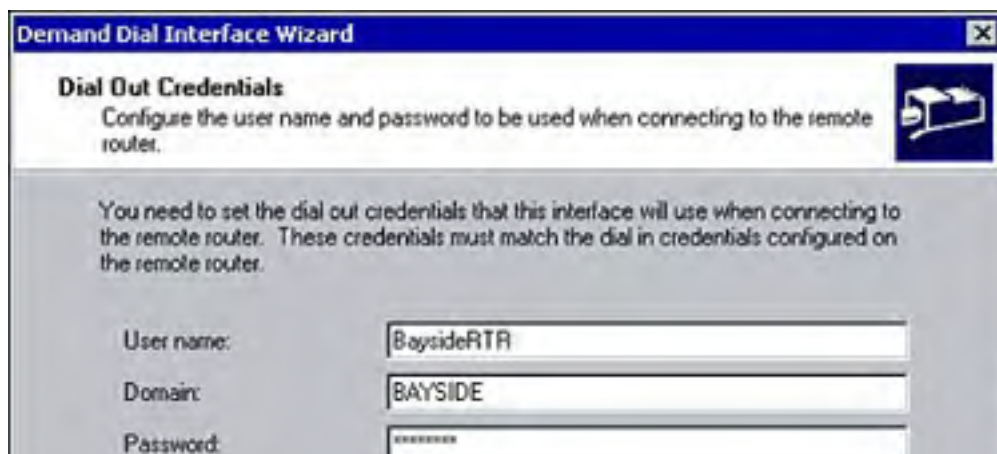 Demand Dial Interface Wizard
Dial Out Credentials
Configure the user name and password to be used when connecting to the remote
router.
You need to set the dial out credentials that this interface will use when connecting to
the remote router. These credentials must match the dial in credentials configured on
the remote router.
User name: BaysideRTR
Domain: BAYSIDE
Password: ********